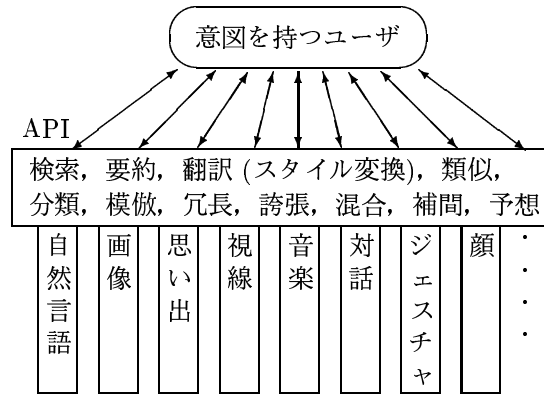 意図を持つユーザ
API
検索，要約，翻訳 (スタイル変換)，類似，
分類，模倣，冗長，誇張，混合，補間，予想
自然言語
画像
思い出
視線
音楽
対話
ジェスチャ
顔